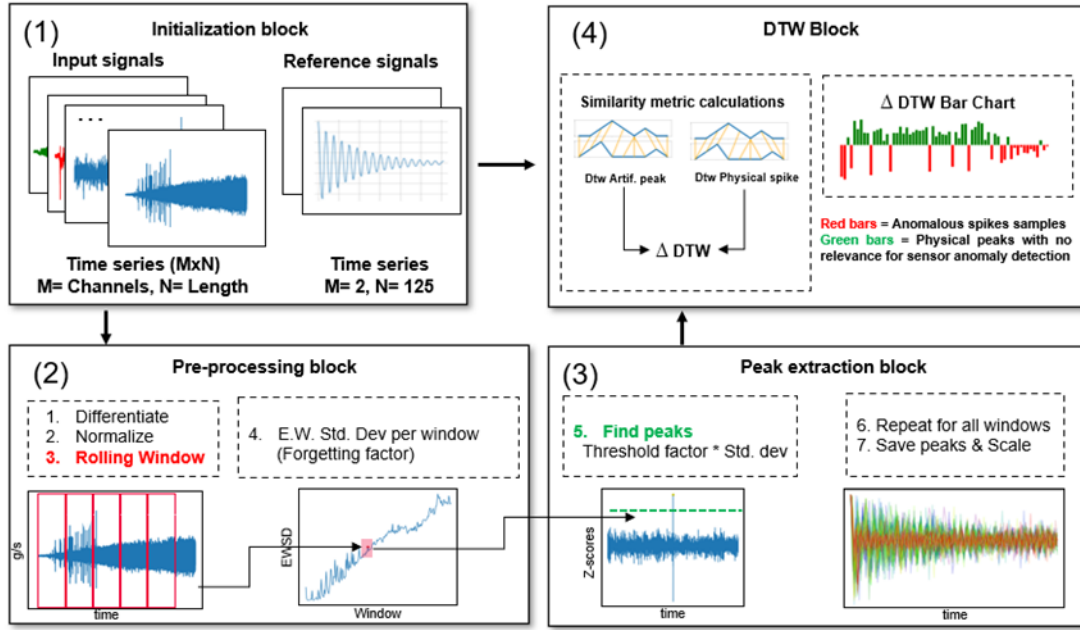 (1)
Initialization block
Input signals
Reference signals
...
Time series (MxN)
M= Channels, N= Length
Time series
M= 2, N= 125
(4)
DTW Block
Similarity metric calculations
Dtw Artif. peak
Dtw Physical spike
Δ DTW
Δ DTW Bar Chart
Red bars = Anomalous spikes samples
Green bars = Physical peaks with no
relevance for sensor anomaly detection
(2)
Pre-processing block
1. Differentiate
2. Normalize
3. Rolling Window
4. E.W. Std. Dev per window
(Forgetting factor)
g/s
time
EWSD
Window
(3)
Peak extraction block
5. Find peaks
Threshold factor * Std. dev
6. Repeat for all windows
7. Save peaks & Scale
Z-scores
time